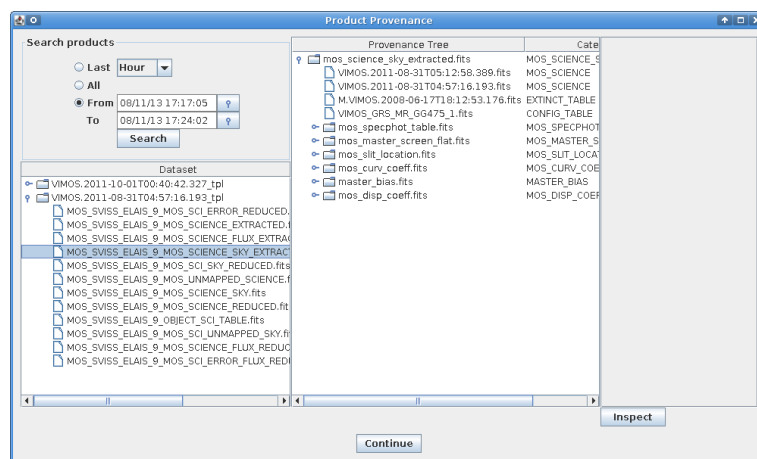 Product Provenance
Search products
Last Hour
All
From 08/11/13 17:17:05
To 08/11/13 17:24:02
Search
Dataset
VIMOS.2011-10-01T00:40:42.327_tpl
VIMOS.2011-08-31T04:57:16.193_tpl
MOS_SVISS_ELAIS_9_MOS_SCI_ERROR_REDUCED.
MOS_SVISS_ELAIS_9_MOS_SCIENCE_EXTRACTED.f
MOS_SVISS_ELAIS_9_MOS_SCIENCE_FLUX_EXTRAC
MOS_SVISS_ELAIS_9_MOS_SCIENCE_SKY_EXTRACT
MOS_SVISS_ELAIS_9_MOS_SCI_SKY_REDUCED.fits
MOS_SVISS_ELAIS_9_MOS_UNMAPPED_SCIENCE.f
MOS_SVISS_ELAIS_9_MOS_SCIENCE_SKY.fits
MOS_SVISS_ELAIS_9_MOS_SCIENCE_REDUCED.fit
MOS_SVISS_ELAIS_9_OBJECT_SCI_TABLE.fits
MOS_SVISS_ELAIS_9_MOS_SCI_UNMAPPED_SKY.fi
MOS_SVISS_ELAIS_9_MOS_SCIENCE_FLUX_REDUC
MOS_SVISS_ELAIS_9_MOS_SCI_ERROR_FLUX_REDU
Provenance Tree Cate
mos_science_sky_extracted.fits MOS_SCIENCE_S
VIMOS.2011-08-31T05:12:58.389.fits MOS_SCIENCE
VIMOS.2011-08-31T04:57:16.193.fits MOS_SCIENCE
M.VIMOS.2008-06-17T18:12:53.176.fits EXTINCT_TABLE
VIMOS_GRS_MR_GG475_1.fits CONFIG_TABLE
mos_specphot_table.fits MOS_SPECPHOT
mos_master_screen_flat.fits MOS_MASTER_S
mos_slit_location.fits MOS_SLIT_LOCA
mos_curv_coeff.fits MOS_CURV_COE
master_bias.fits MASTER_BIAS
mos_disp_coeff.fits MOS_DISP_COEF
Inspect
Continue